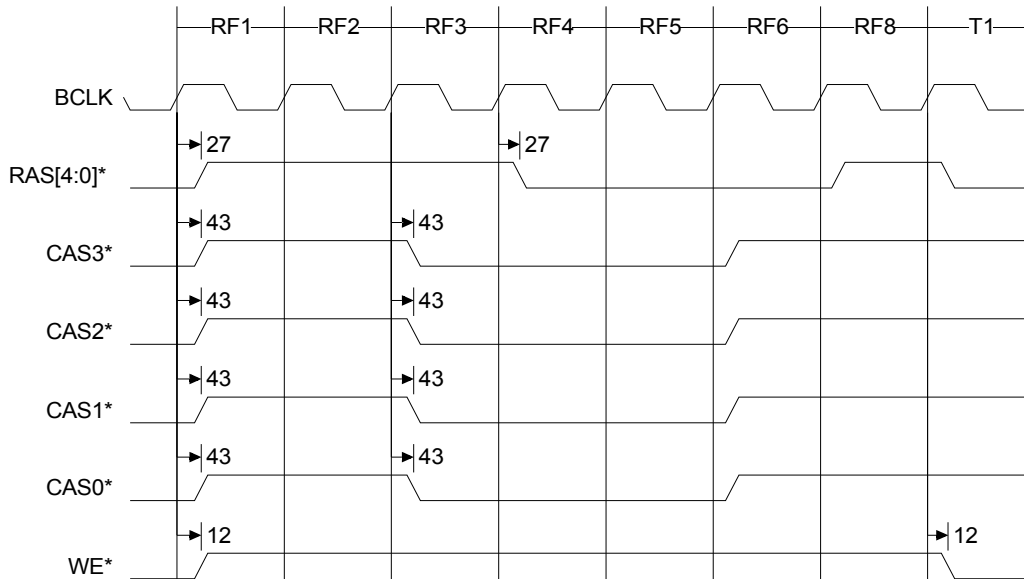 RF1 RF2 RF3 RF4 RF5 RF6 RF8 T1
BCLK
27 27
RAS[4:0]*
43 43
CAS3*
43 43
CAS2*
43 43
CAS1*
43 43
CAS0*
12 12
WE*